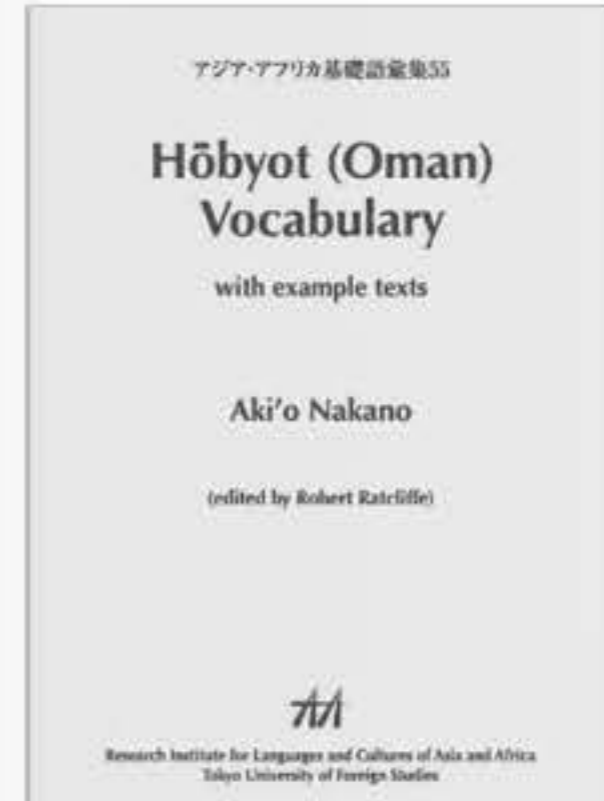 アジア・アフリカ基礎語彙集55
Hōbyot (Oman)
Vocabulary
with example texts
Aki'o Nakano
(edited by Robert Ratcliffe)
AA
Research Institute for Languages and Cultures of Asia and Africa
Tokyo University of Foreign Studies